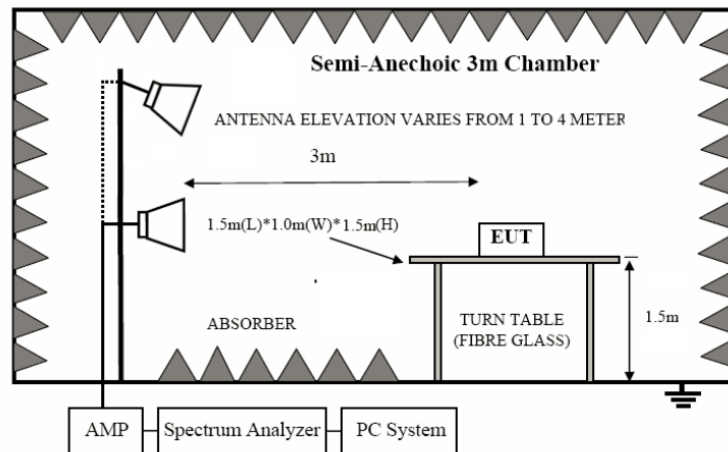 Semi-Anechoic 3m Chamber
ANTENNA ELEVATION VARIES FROM 1 TO 4 METER
3m
1.5m(L)*1.0m(W)*1.5m(H)
EUT
1.5m
ABSORBER
TURN TABLE
(FIBRE GLASS)
AMP
Spectrum Analyzer
PC System